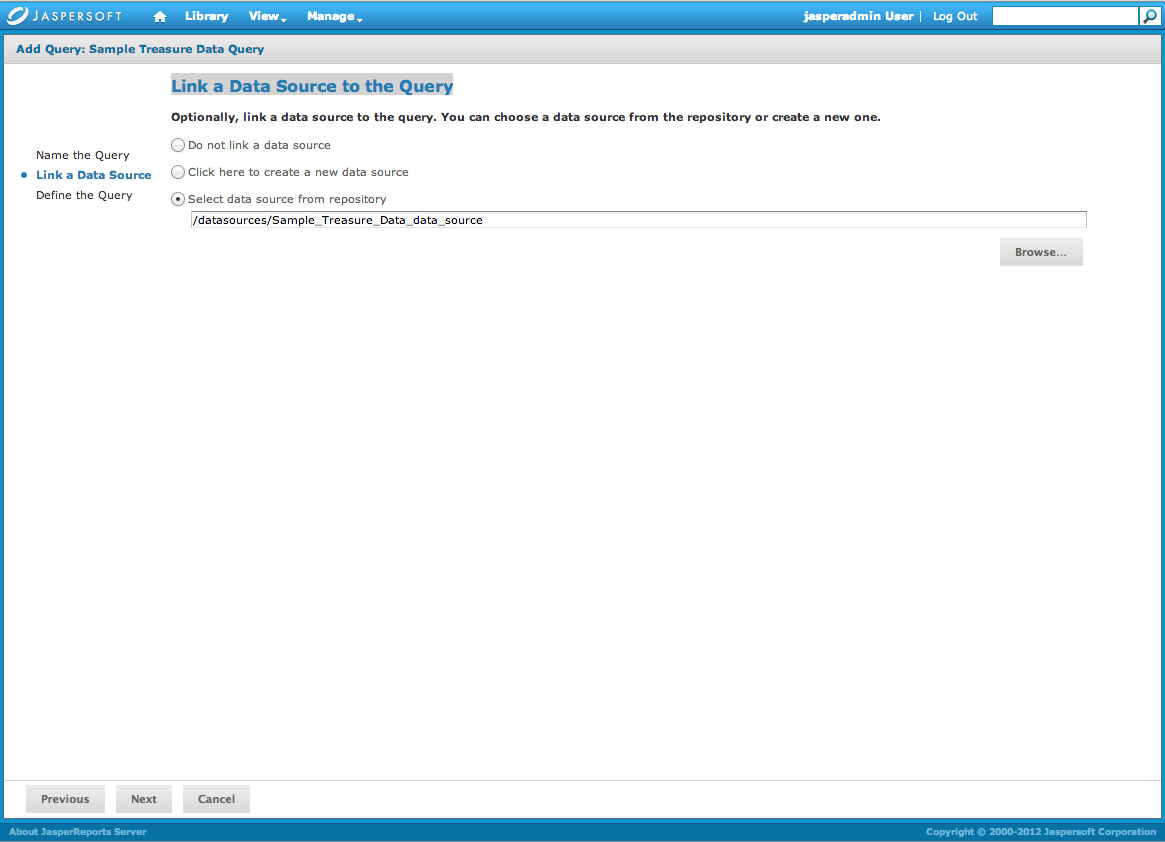 JASPERSOFT Library View Manage jasperadmin User | Log Out
Add Query: Sample Treasure Data Query
Link a Data Source to the Query
Optionally, link a data source to the query. You can choose a data source from the repository or create a new one.
Name the Query
Link a Data Source
Define the Query
Do not link a data source
Click here to create a new data source
Select data source from repository
/datasources/Sample_Treasure_Data_data_source
Browse...
Previous Next Cancel
About JasperReports Server Copyright © 2000-2012 Jaspersoft Corporation